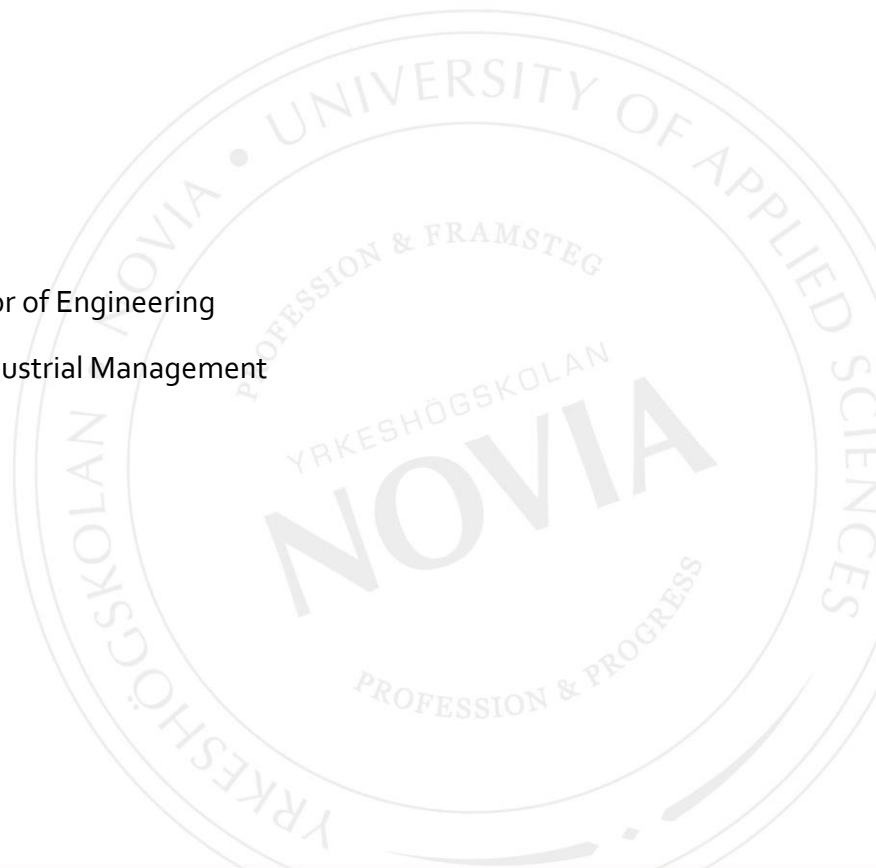 UNIVERSITY OF APPLIED SCIENCES
YRKESHÖGSKOLAN • NOVIA •
PROFESSION & FRAMSTEG
or of Engineering
ustrial Management
YRKESHÖGSKOLAN
NOVIA
PROFESSION & PROGRESS